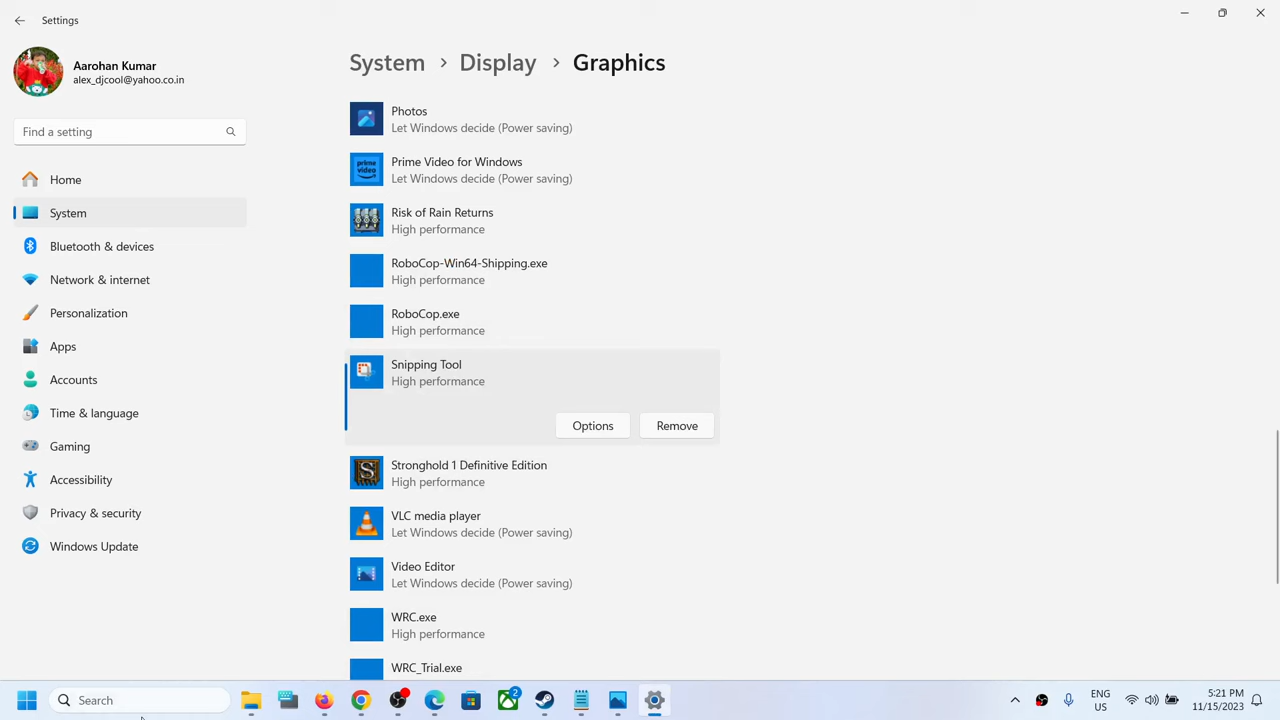 Settings
Aarohan Kumar
alex_djcool@yahoo.co.in
Find a setting
Home
System
Bluetooth & devices
Network & internet
Personalization
Apps
Accounts
Time & language
Gaming
Accessibility
Privacy & security
Windows Update
System > Display > Graphics
Photos
Let Windows decide (Power saving)
prime video
Prime Video for Windows
Let Windows decide (Power saving)
Risk of Rain Returns
High performance
RoboCop-Win64-Shipping.exe
High performance
RoboCop.exe
High performance
Snipping Tool
High performance
Options Remove
S
Stronghold 1 Definitive Edition
High performance
VLC media player
Let Windows decide (Power saving)
Video Editor
Let Windows decide (Power saving)
WRC.exe
High performance
WRC_Trial.exe
Search
2
ENG
US
5:21 PM
11/15/2023